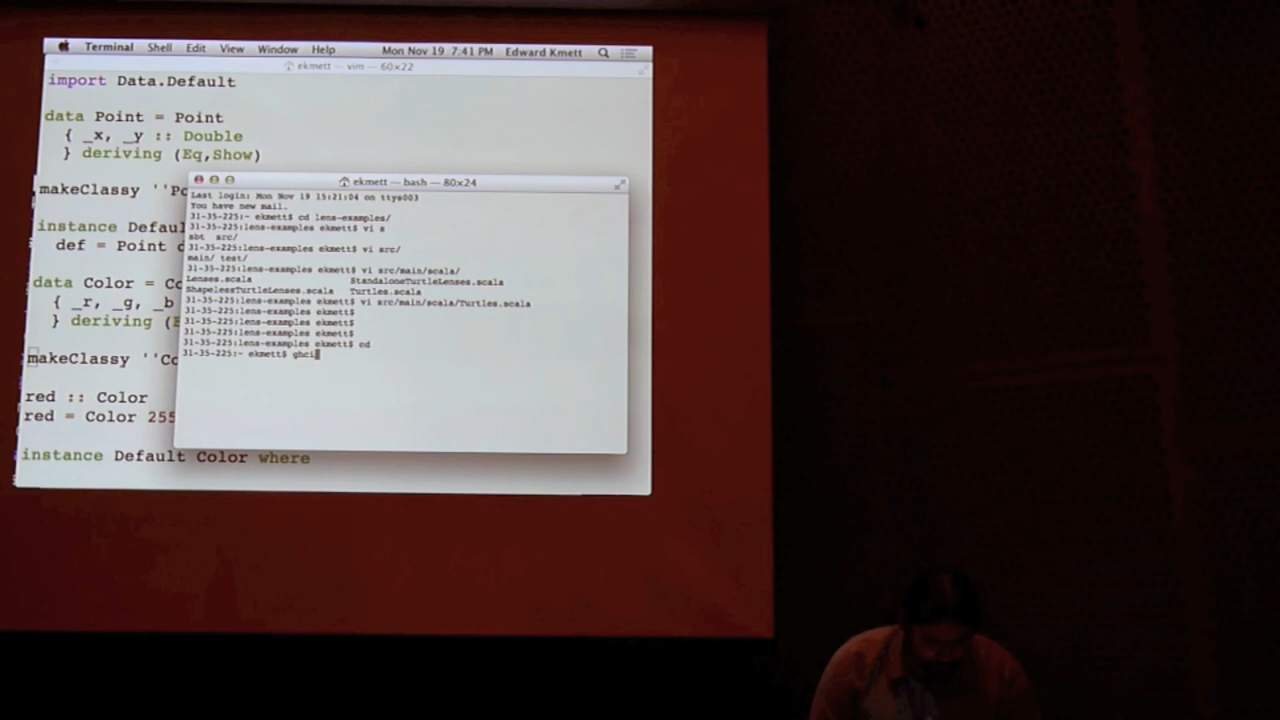 Terminal Shell Edit View Window Help Mon Nov 19 7:41 PM Edward Kmett
ekmett — vim — 60×22
import Data.Default
data Point = Point
{ _x, _y :: Double
} deriving (Eq,Show)
makeClassy ''Po
instance Defaul
def = Point d
data Color = Co
{ _r, _g, _b
} deriving (E
makeClassy ''Co
red :: Color
red = Color 255
instance Default Color where
ekmett — bash — 80×24
Last login: Mon Nov 19 15:21:04 on ttys003
You have new mail.
31-35-225:~ ekmett$ cd lens-examples/
31-35-225:lens-examples ekmett$ vi s
sbt src/
31-35-225:lens-examples ekmett$ vi src/
main/ test/
31-35-225:lens-examples ekmett$ vi src/main/scala/
Lenses.scala StandaloneTurtleLenses.scala
ShapelessTurtleLenses.scala Turtles.scala
31-35-225:lens-examples ekmett$ vi src/main/scala/Turtles.scala
31-35-225:lens-examples ekmett$
31-35-225:lens-examples ekmett$
31-35-225:lens-examples ekmett$
31-35-225:lens-examples ekmett$ cd
31-35-225:~ ekmett$ ghci